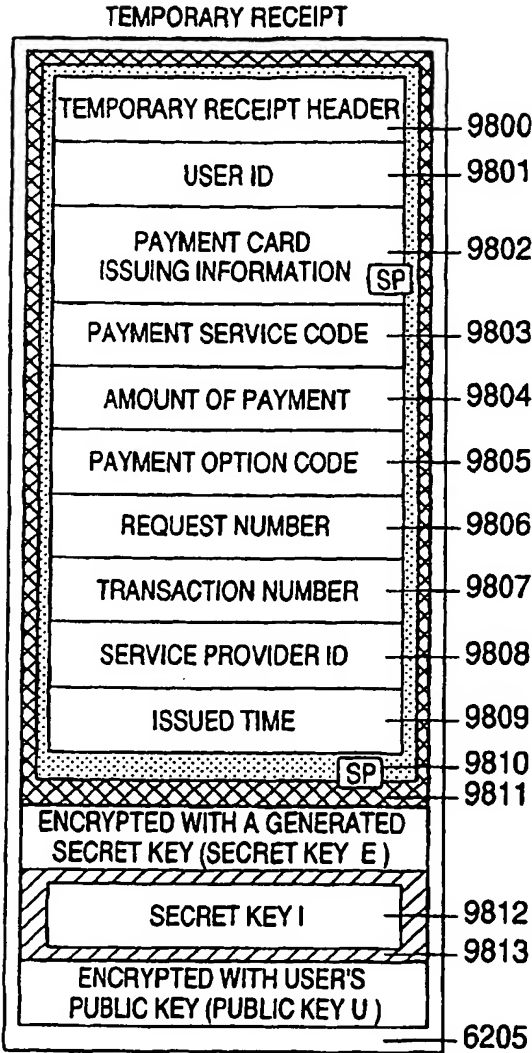 TEMPORARY RECEIPT
TEMPORARY RECEIPT HEADER
9800
USER ID
9801
PAYMENT CARD
ISSUING INFORMATION
SP
9802
PAYMENT SERVICE CODE
9803
AMOUNT OF PAYMENT
9804
PAYMENT OPTION CODE
9805
REQUEST NUMBER
9806
TRANSACTION NUMBER
9807
SERVICE PROVIDER ID
9808
ISSUED TIME
9809
SP
9810
9811
ENCRYPTED WITH A GENERATED
SECRET KEY (SECRET KEY E)
SECRET KEY I
9812
9813
ENCRYPTED WITH USER'S
PUBLIC KEY (PUBLIC KEY U)
6205